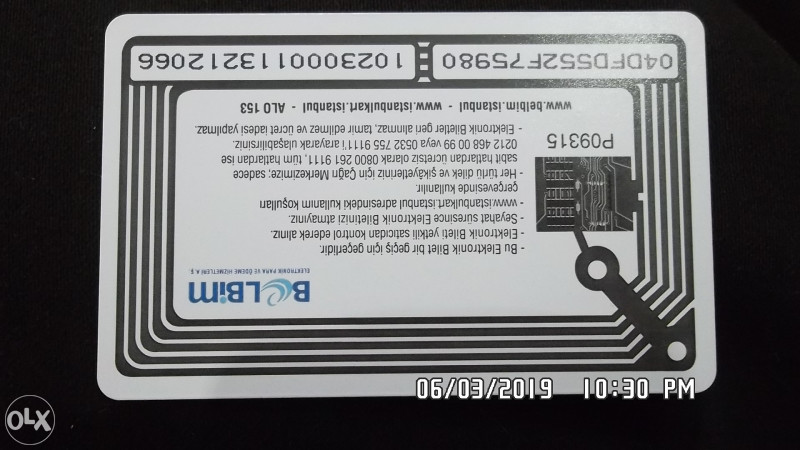 BELBiM
ELEKTRONİK PARA VE ÖDEME HİZMETLERİ A.Ş.
- Bu Elektronik Bilet bir geçiş için geçerlidir.
- Elektronik Bileti yetkili satıcıdan kontrol ederek alınız.
- Seyahat süresince Elektronik Biletinizi atmayınız.
- www.istanbulkart.istanbul adresindeki kullanım koşulları
çerçevesinde kullanılır.
- Her türlü dilek ve şikayetleriniz için Çağrı Merkezimize; sadece
sabit hatlardan ücretsiz olarak 0800 261 9111, tüm hatlardan ise
0212 469 00 99 veya 0532 755 9111'i arayarak ulaşabilirsiniz.
- Elektronik Biletler geri alınmaz, tamir edilmez ve ücret iadesi yapılmaz.
P09315
www.belbim.istanbul - www.istanbulkart.istanbul - ALO 153
04DFD552F75980
1023000113212066
06/03/2019 10:30 PM
OLX